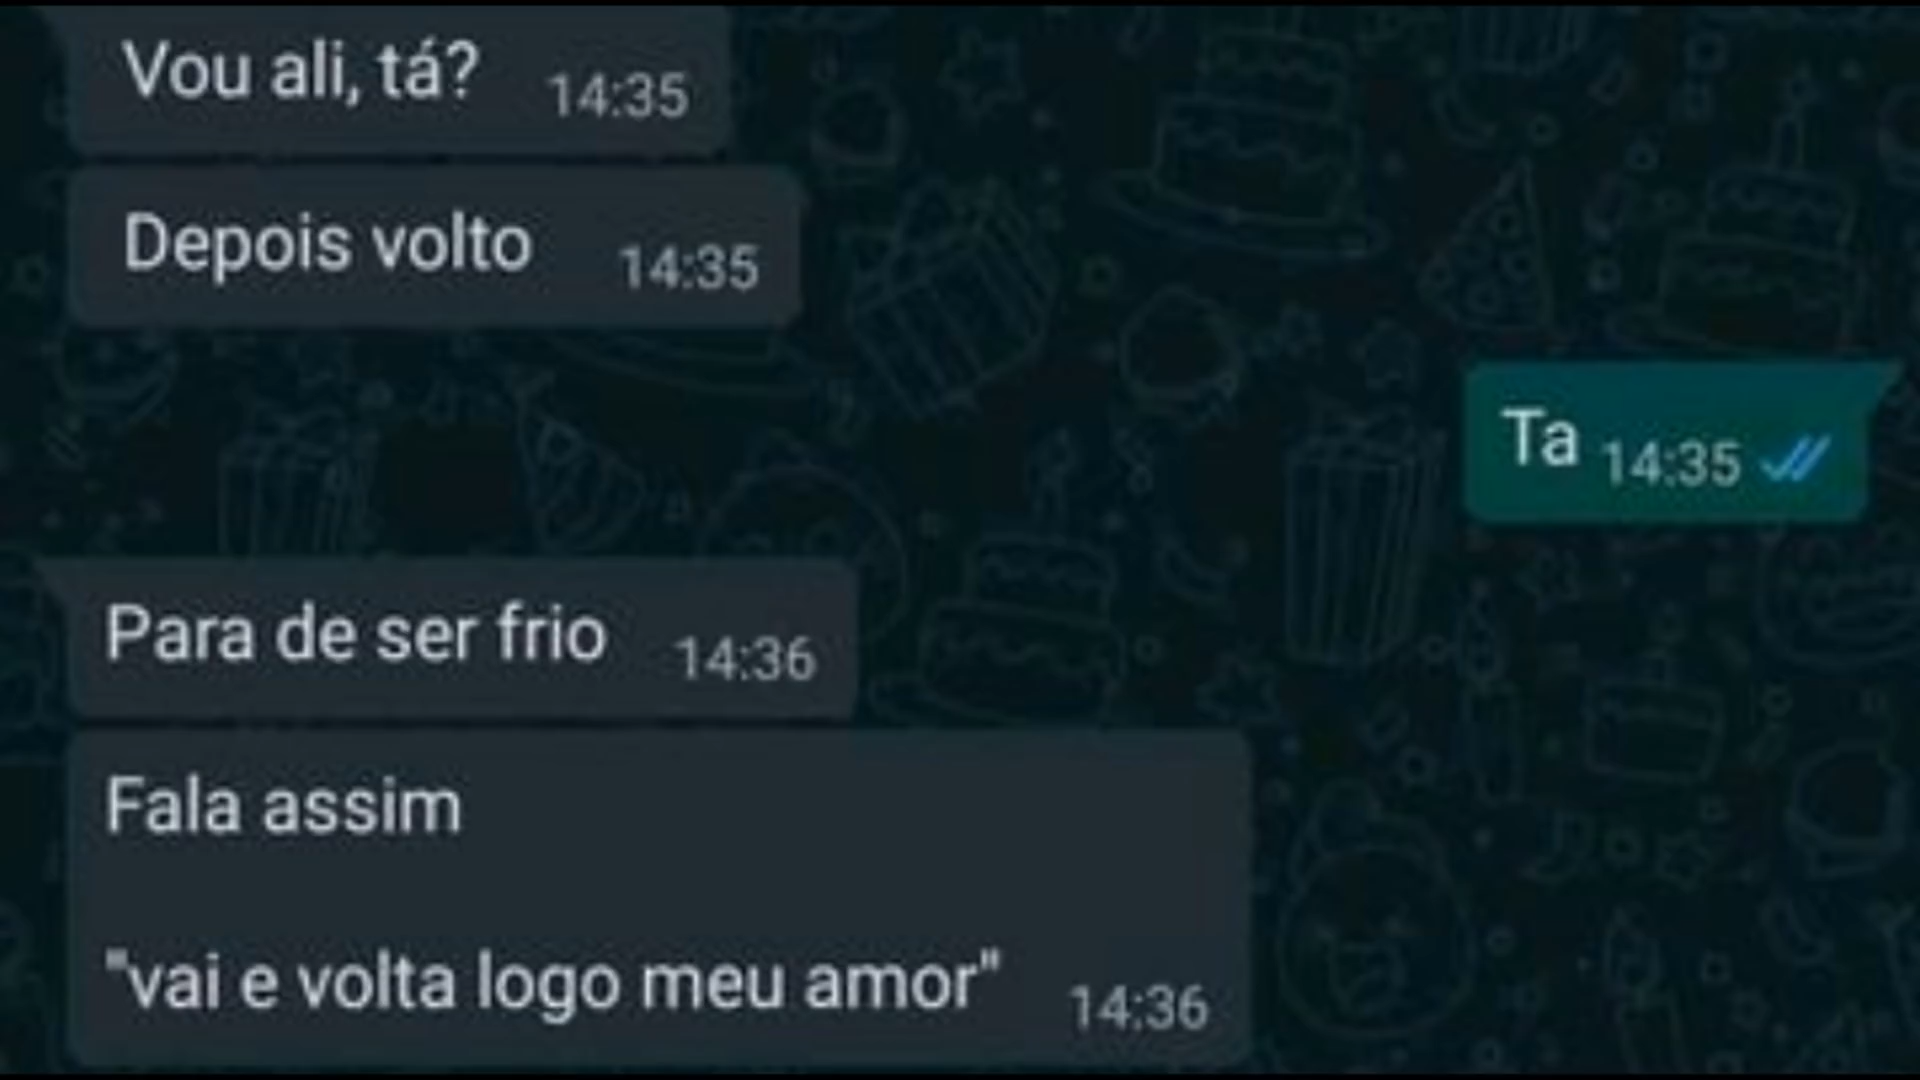 Vou ali, tá? 14:35
Depois volto 14:35
Ta 14:35
Para de ser frio 14:36
Fala assim
"vai e volta logo meu amor" 14:36